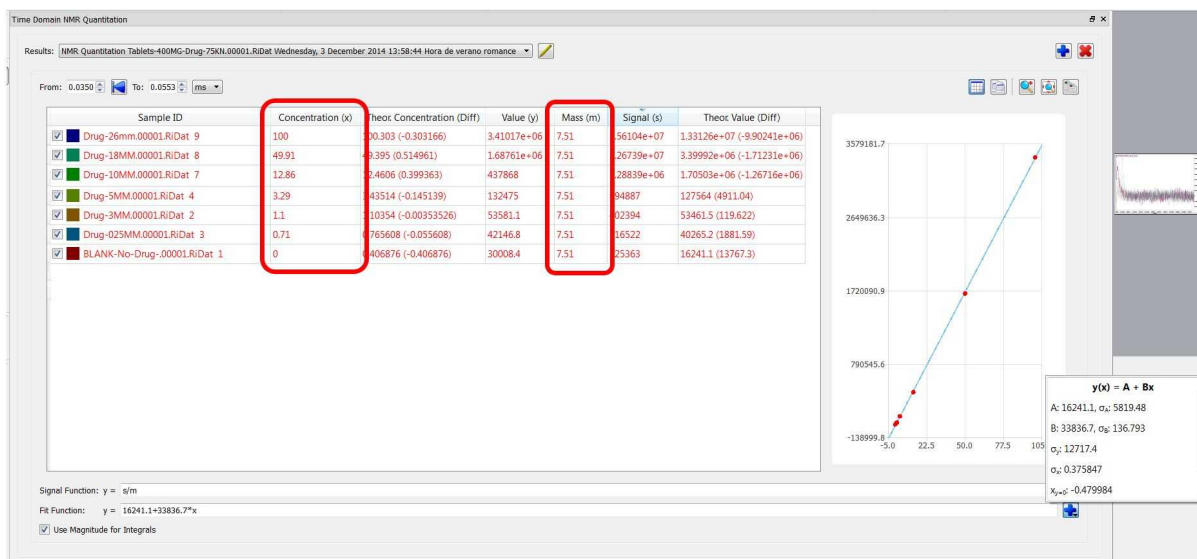 Time Domain NMR Quantitation
Results: NMR Quantitation Tablets-400MG-Drug-75KN.00001.RiDat Wednesday, 3 December 2014 13:58:44 Hora de verano romance
From: 0.0350 To: 0.0553 ms
Sample ID Concentration (x) Theor. Concentration (Diff) Value (y) Mass (m) Signal (s) Theor. Value (Diff)
Drug-26mm.00001.RiDat 9 100 00.303 (-0.303166) 3.41017e+06 7.51 .56104e+07 1.33126e+07 (-9.90241e+06)
Drug-18MM.00001.RiDat 8 49.91 9.395 (0.514961) 1.68761e+06 7.51 .26739e+07 3.39992e+06 (-1.71231e+06)
Drug-10MM.00001.RiDat 7 12.86 2.4606 (0.399363) 437868 7.51 .28839e+06 1.70503e+06 (-1.26716e+06)
Drug-5MM.00001.RiDat 4 3.29 .43514 (-0.145139) 132475 7.51 94887 127564 (4911.04)
Drug-3MM.00001.RiDat 2 1.1 .10354 (-0.00353526) 53581.1 7.51 02394 53461.5 (119.622)
Drug-025MM.00001.RiDat 3 0.71 .765608 (-0.055608) 42146.8 7.51 16522 40265.2 (1881.59)
BLANK-No-Drug-.00001.RiDat 1 0 .406876 (-0.406876) 30008.4 7.51 25363 16241.1 (13767.3)
3579181.7
2649636.3
1720090.9
790545.6
-138999.8
-5.0 22.5 50.0 77.5 105
y(x) = A + Bx
A: 16241.1, σA: 5819.48
B: 33836.7, σB: 136.793
σy: 12717.4
σx: 0.375847
xy=0: -0.479984
Signal Function: y = s/m
Fit Function: y = 16241.1+33836.7*x
Use Magnitude for Integrals